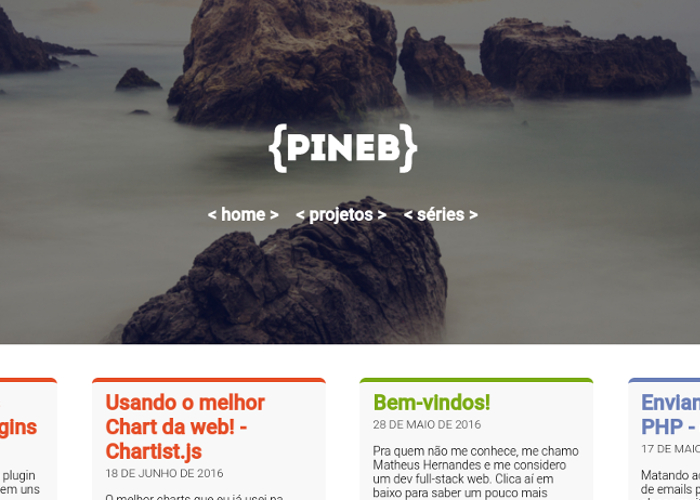 {PINEB}
< home > < projetos > < séries >
gins
plugin
em uns
Usando o melhor
Chart da web! -
Chartist.js
18 DE JUNHO DE 2016
O melhor charts que eu já usei na
Bem-vindos!
28 DE MAIO DE 2016
Pra quem não me conhece, me chamo
Matheus Hernandes e me considero
um dev full-stack web. Clica aí em
baixo para saber um pouco mais
Enviar
PHP -
17 DE MAIO
Matando a
de emails p